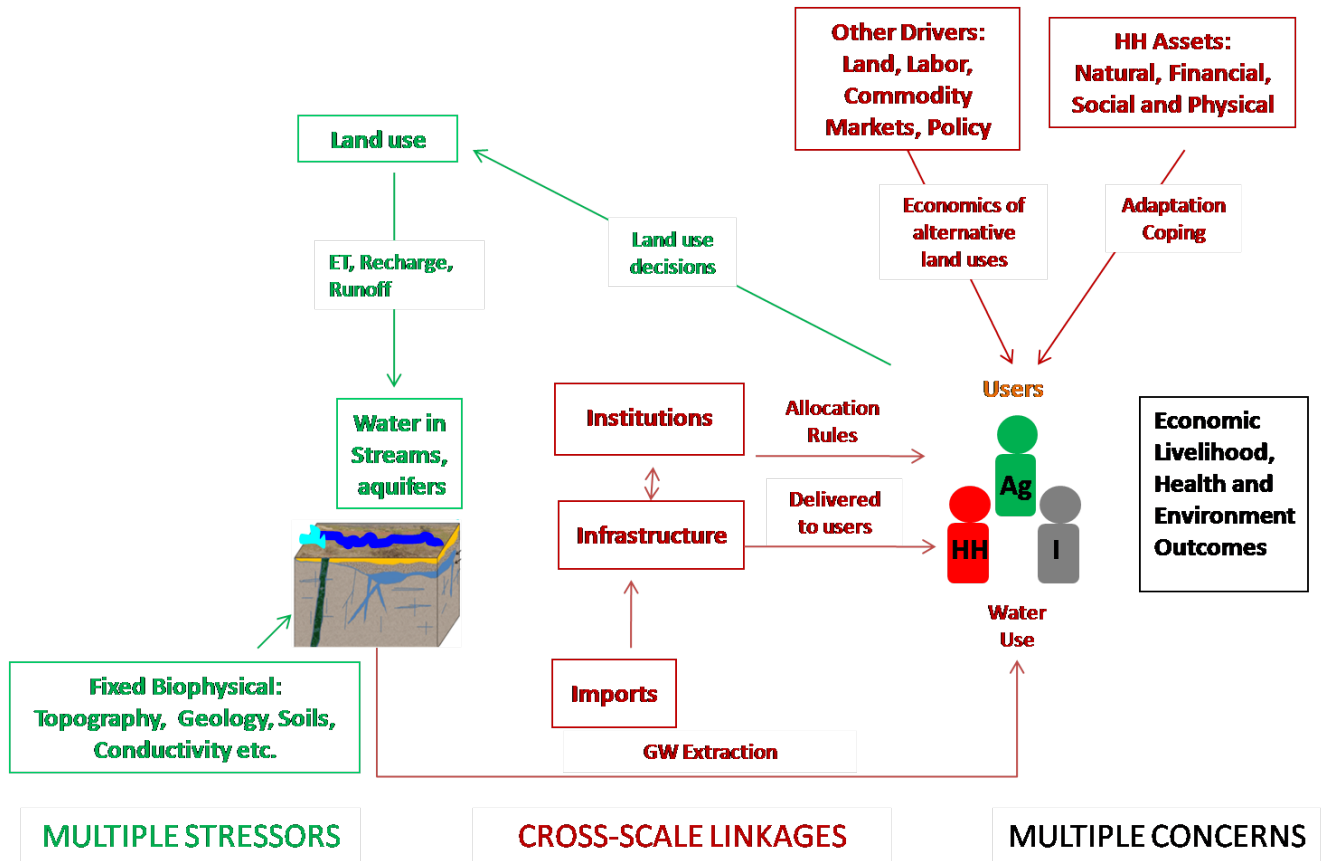 Other Drivers:
Land, Labor,
Commodity
Markets, Policy
HH Assets:
Natural, Financial,
Social and Physical
Land use
Economics of
alternative
land uses
Adaptation
Coping
Land use
decisions
ET, Recharge,
Runoff
Users
Water in
Streams,
aquifers
Institutions
Allocation
Rules
Economic
Livelihood,
Health and
Environment
Outcomes
Ag
Infrastructure
Delivered
to users
HH
I
Water
Use
Fixed Biophysical:
Topography, Geology, Soils,
Conductivity etc.
Imports
GW Extraction
MULTIPLE STRESSORS
CROSS-SCALE LINKAGES
MULTIPLE CONCERNS